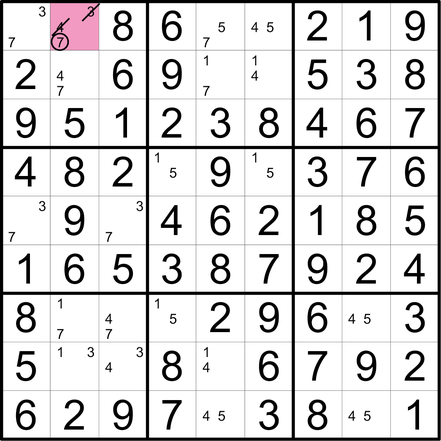 3 7 3 4 7 8 6 5 7 4 5 2 1 9
2 4 7 6 9 1 7 1 4 5 3 8
9 5 1 2 3 8 4 6 7
4 8 2 1 5 9 1 5 3 7 6
3 7 9 3 7 4 6 2 1 8 5
1 6 5 3 8 7 9 2 4
8 1 7 4 7 1 5 2 9 6 4 5 3
5 1 3 3 4 8 1 4 6 7 9 2
6 2 9 7 4 5 3 8 4 5 1